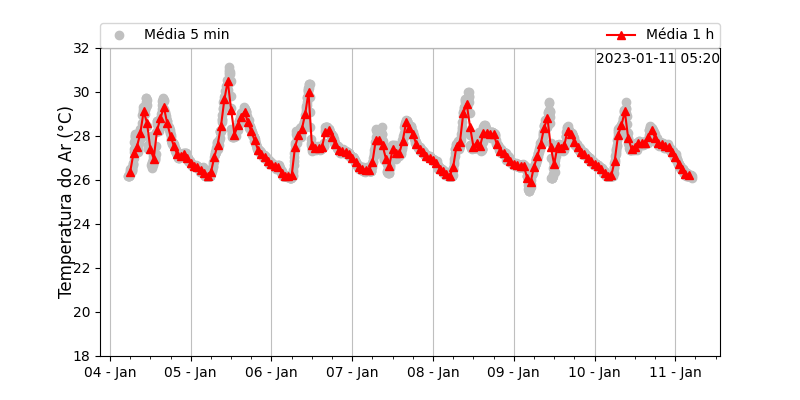 Média 5 min
Média 1 h
2023-01-11 05:20
Temperatura do Ar (°C)
32
30
28
26
24
22
20
18
04 - Jan
05 - Jan
06 - Jan
07 - Jan
08 - Jan
09 - Jan
10 - Jan
11 - Jan